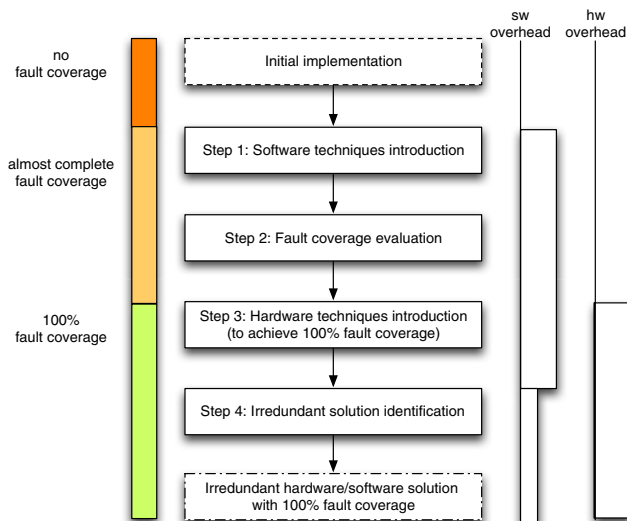 sw
overhead
hw
overhead
no
fault coverage
Initial implementation
almost complete
fault coverage
Step 1: Software techniques introduction
Step 2: Fault coverage evaluation
100%
fault coverage
Step 3: Hardware techniques introduction
(to achieve 100% fault coverage)
Step 4: Irredundant solution identification
Irredundant hardware/software solution
with 100% fault coverage